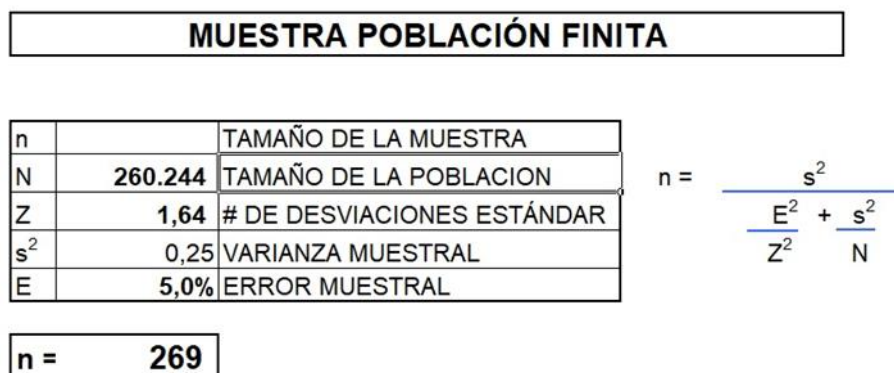 MUESTRA POBLACIÓN FINITA
n TAMAÑO DE LA MUESTRA
N 260.244 TAMAÑO DE LA POBLACION
Z 1,64 # DE DESVIACIONES ESTÁNDAR
s² 0,25 VARIANZA MUESTRAL
E 5,0% ERROR MUESTRAL
n = s²
E² + s²
Z² N
n = 269